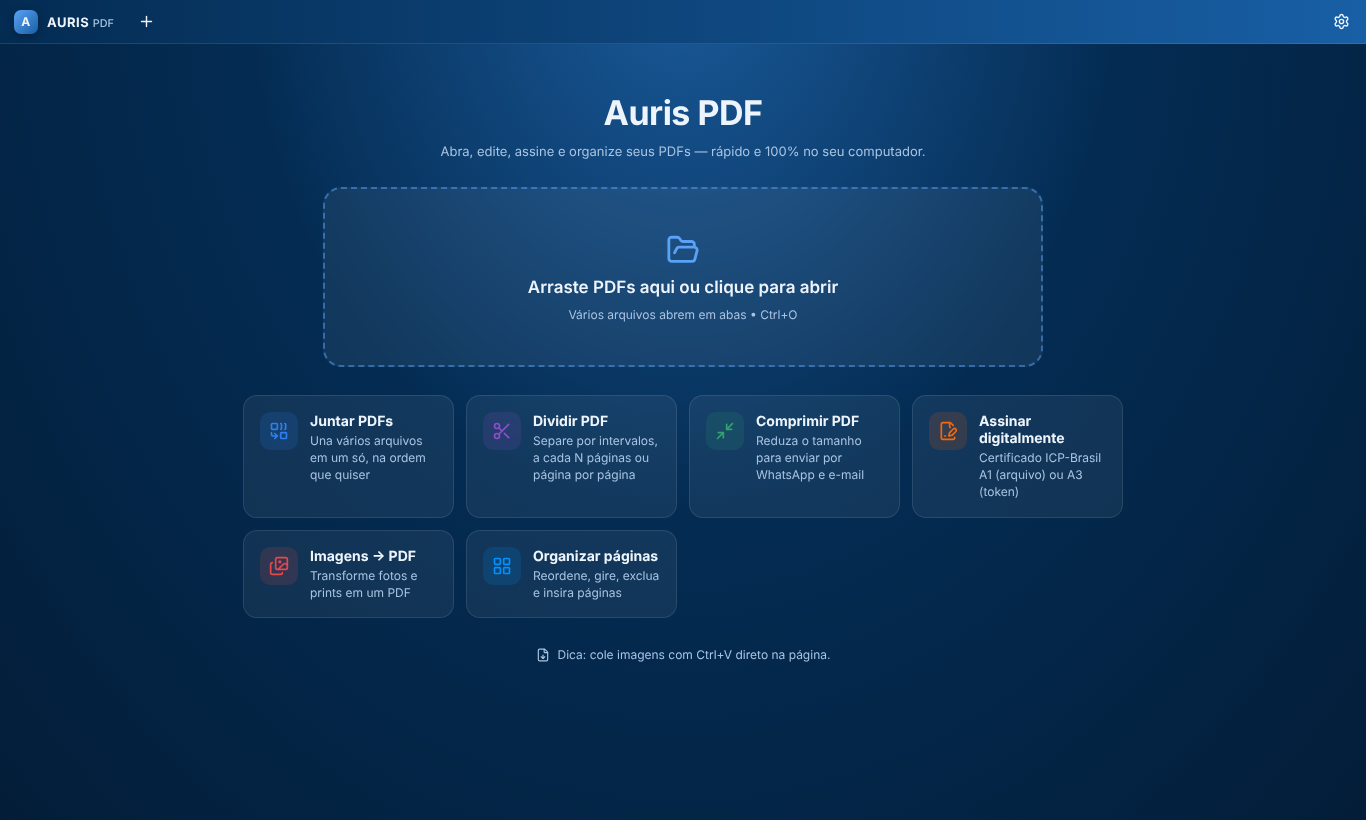 A AURIS PDF +
Auris PDF
Abra, edite, assine e organize seus PDFs — rápido e 100% no seu computador.
Arraste PDFs aqui ou clique para abrir
Vários arquivos abrem em abas • Ctrl+O
Juntar PDFs
Una vários arquivos
em um só, na ordem
que quiser
Dividir PDF
Separe por intervalos,
a cada N páginas ou
página por página
Comprimir PDF
Reduza o tamanho
para enviar por
WhatsApp e e-mail
Assinar
digitalmente
Certificado ICP-Brasil
A1 (arquivo) ou A3
(token)
Imagens → PDF
Transforme fotos e
prints em um PDF
Organizar páginas
Reordene, gire, exclua
e insira páginas
Dica: cole imagens com Ctrl+V direto na página.